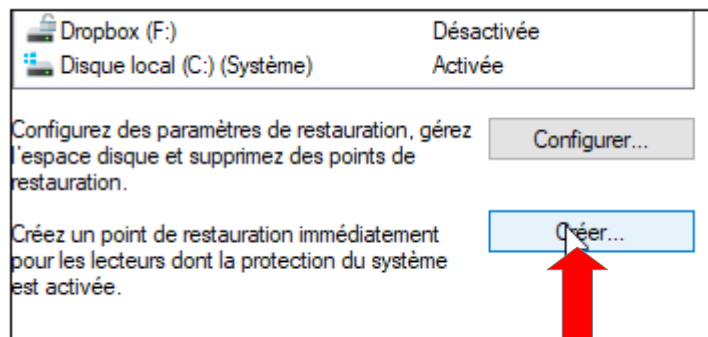 Dropbox (F:) Désactivée
Disque local (C:) (Système) Activée
Configurez des paramètres de restauration, gérez
l'espace disque et supprimez des points de
restauration.
Configurer...
Créez un point de restauration immédiatement
pour les lecteurs dont la protection du système
est activée.
Créer...